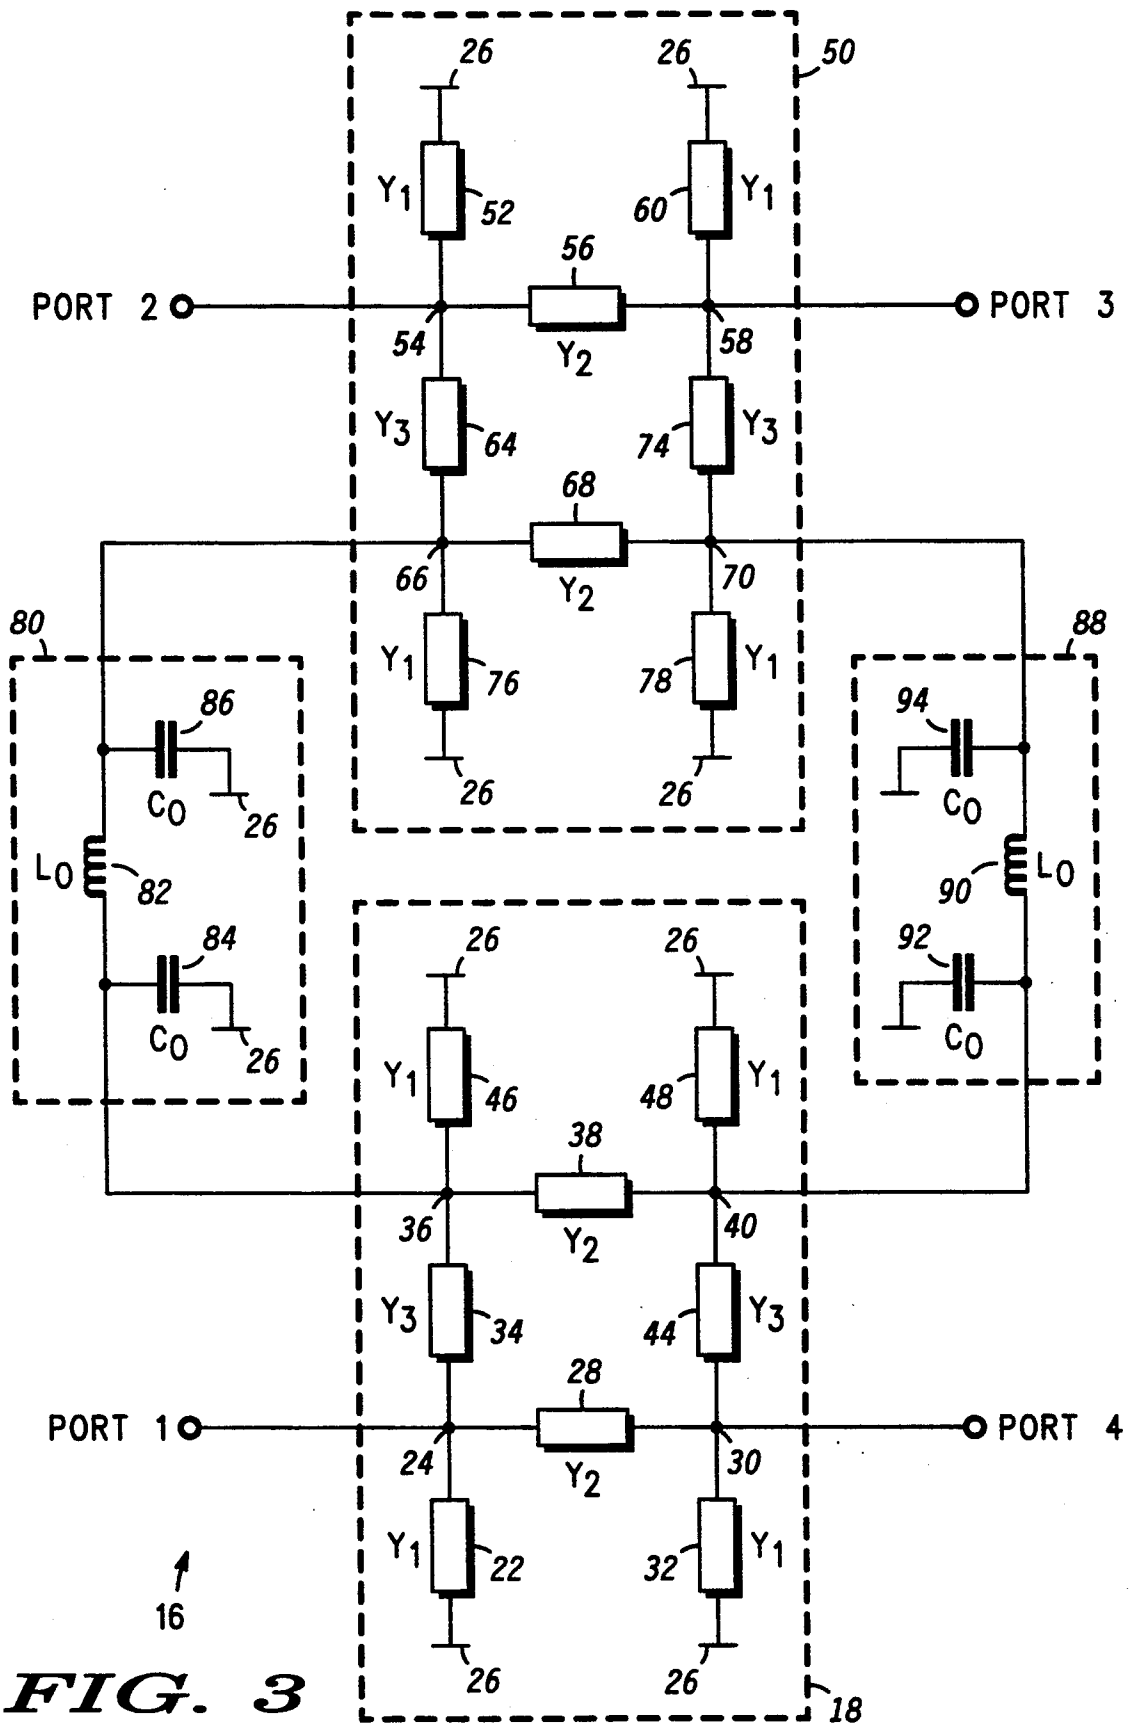 26 26 50
Y1 52 60 Y1
56
PORT 2 PORT 3
54 Y2 58
Y3 64 74 Y3
68
66 Y2 70
80 88
Y1 76 78 Y1
86 94
C0 26 26 26 C0
L0 82 90 L0
84 26 26 92
C0 26 C0
Y1 46 48 Y1
38
36 Y2 40
Y3 34 44 Y3
28
PORT 1 PORT 4
24 Y2 30
Y1 22 32 Y1
16
26 26
FIG. 3 18